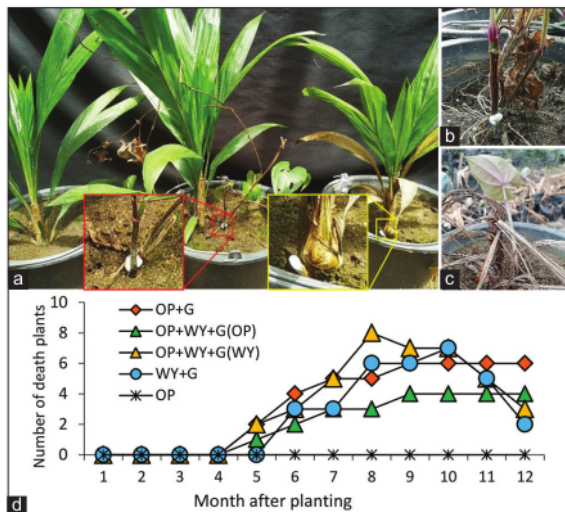 a
b
c
10
8
6
4
2
0
Number of death plants
OP+G
OP+WY+G(OP)
OP+WY+G(WY)
WY+G
OP
1 2 3 4 5 6 7 8 9 10 11 12
Month after planting
d